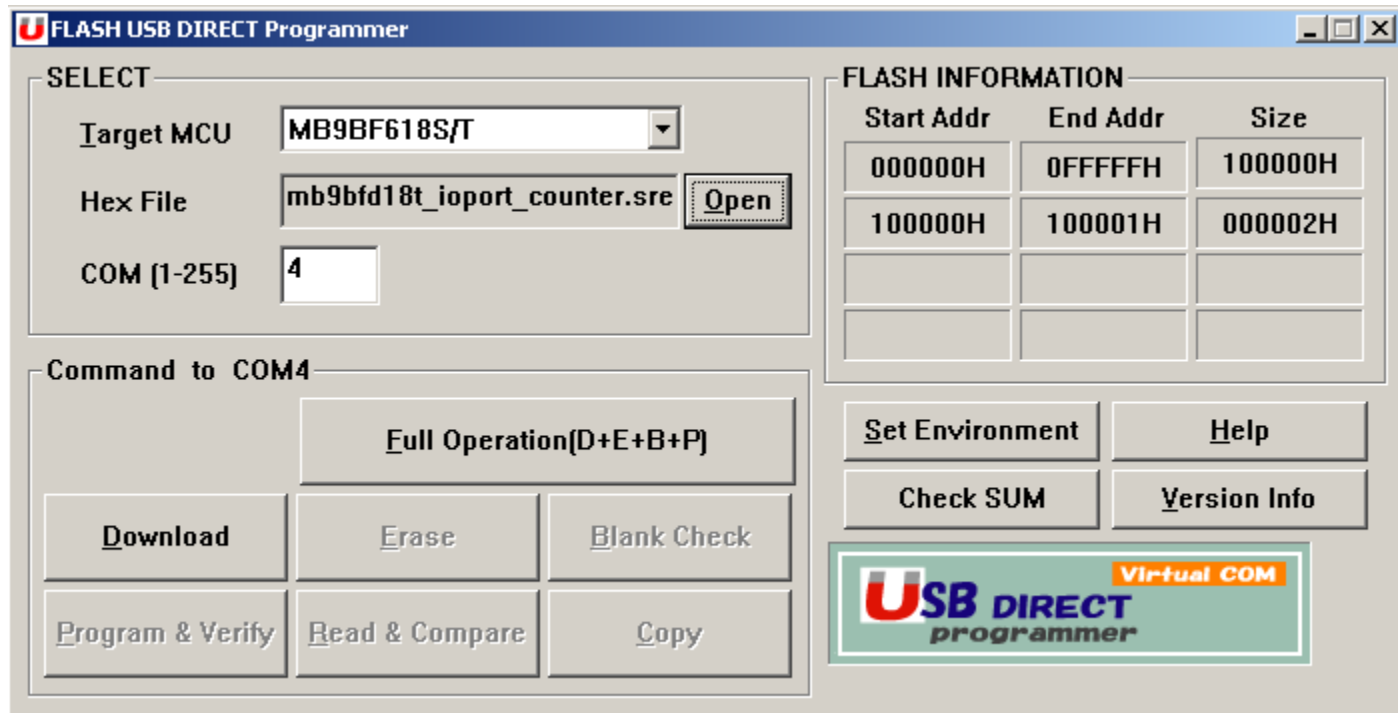 FLASH USB DIRECT Programmer
SELECT
Target MCU MB9BF618S/T
Hex File mb9bfd18t_ioport_counter.sre Open
COM (1-255) 4
Command to COM4
Full Operation(D+E+B+P)
Download Erase Blank Check
Program & Verify Read & Compare Copy
FLASH INFORMATION
Start Addr End Addr Size
000000H 0FFFFFH 100000H
100000H 100001H 000002H
Set Environment Help
Check SUM Version Info
Virtual COM
USB DIRECT
programmer